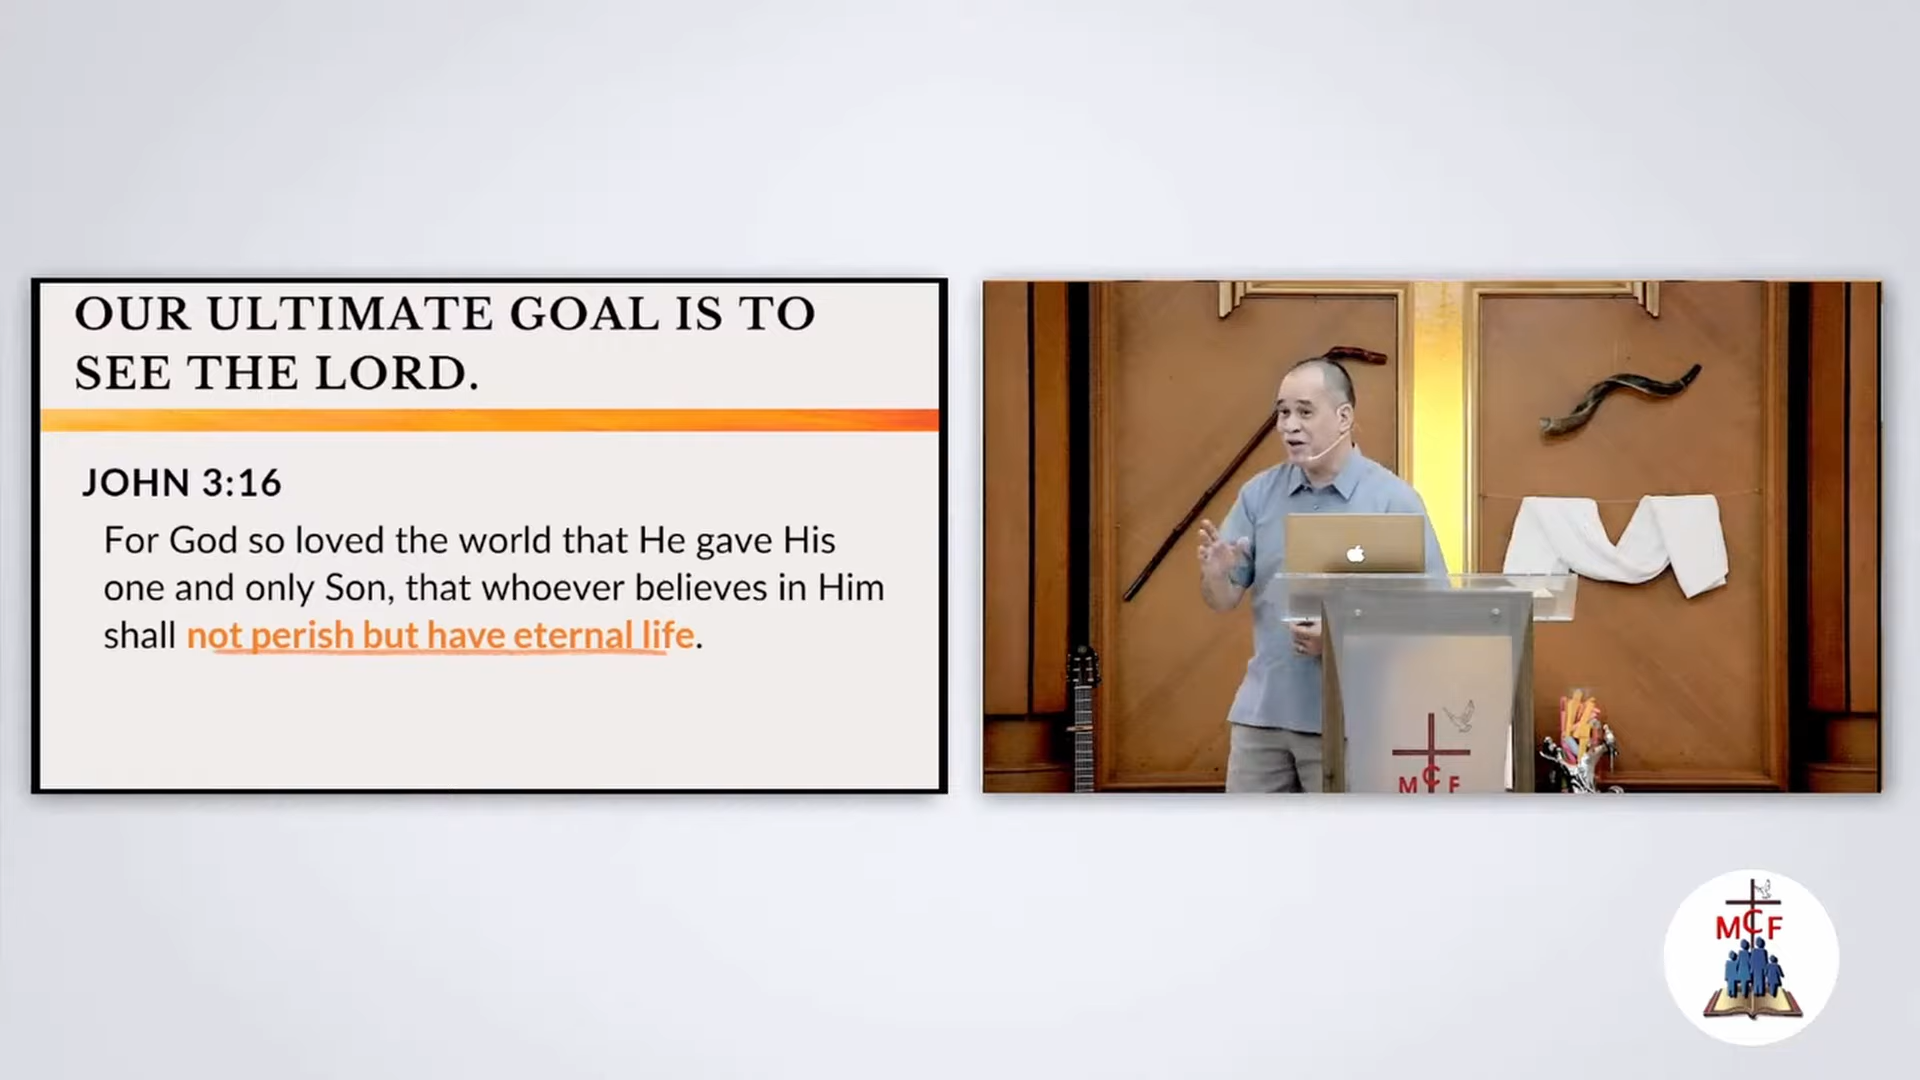 OUR ULTIMATE GOAL IS TO
SEE THE LORD.
JOHN 3:16
For God so loved the world that He gave His
one and only Son, that whoever believes in Him
shall not perish but have eternal life.
MCF
MCF